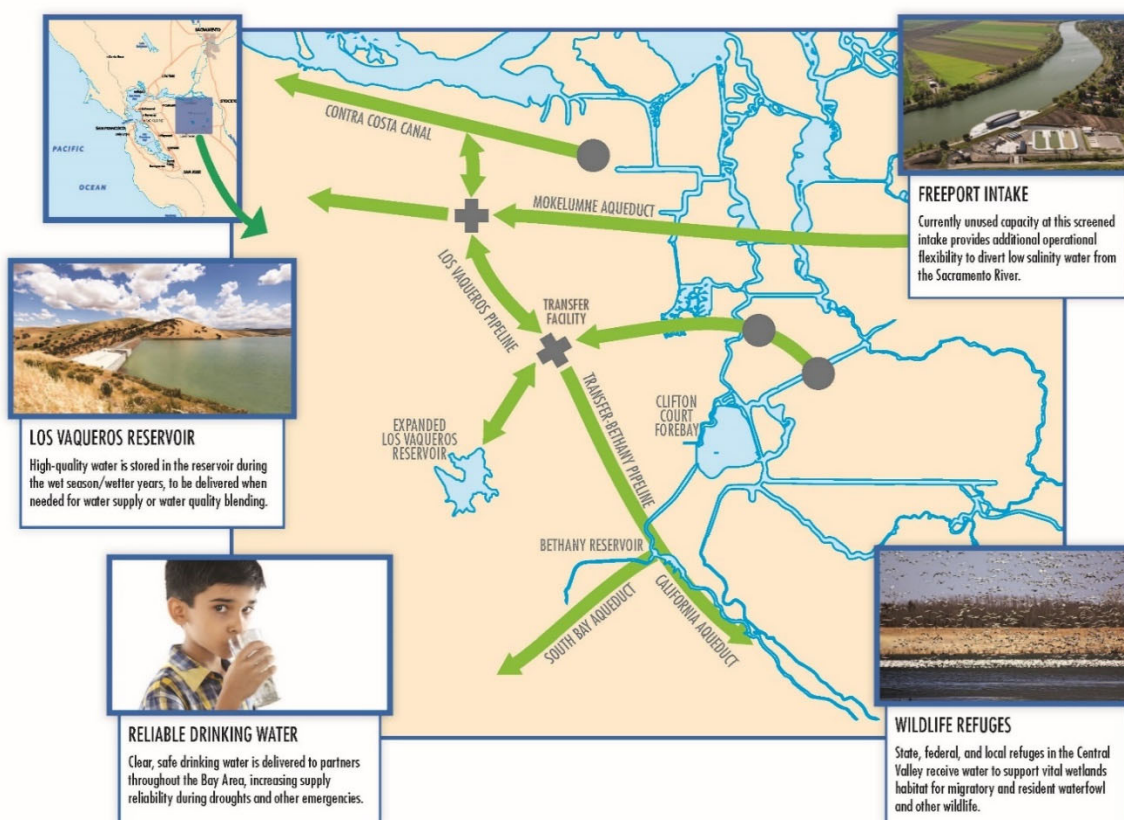 SACRAMENTO
SAN FRANCISCO
PACIFIC
OCEAN
SAN JOSE
CONTRA COSTA CANAL
MOKELUMNE AQUEDUCT
LOS VAQUEROS PIPELINE
TRANSFER
FACILITY
TRANSFER-BETHANY PIPELINE
CLIFTON
COURT
FOREBAY
EXPANDED
LOS VAQUEROS
RESERVOIR
BETHANY RESERVOIR
SOUTH BAY AQUEDUCT
CALIFORNIA AQUEDUCT
FREEPORT INTAKE
Currently unused capacity at this screened
intake provides additional operational
flexibility to divert low salinity water from
the Sacramento River.
LOS VAQUEROS RESERVOIR
High-quality water is stored in the reservoir during
the wet season/wetter years, to be delivered when
needed for water supply or water quality blending.
RELIABLE DRINKING WATER
Clear, safe drinking water is delivered to partners
throughout the Bay Area, increasing supply
reliability during droughts and other emergencies.
WILDLIFE REFUGES
State, federal, and local refuges in the Central
Valley receive water to support vital wetlands
habitat for migratory and resident waterfowl
and other wildlife.